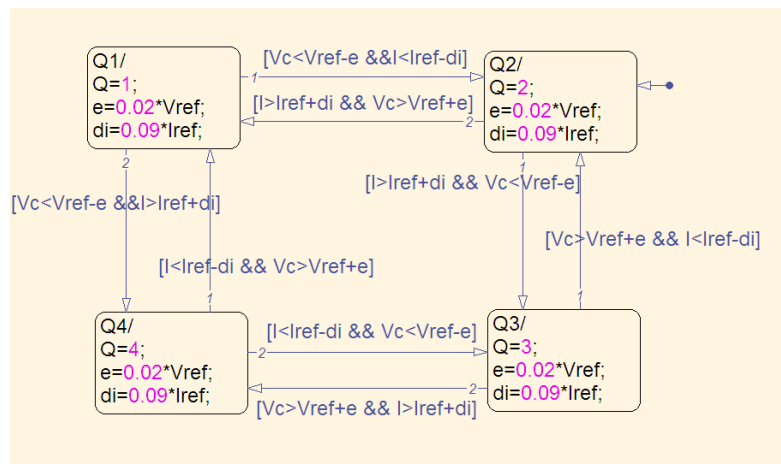 Q1/
Q=1;
e=0.02*Vref;
di=0.09*Iref;
[Vc<Vref-e &&I<Iref-di]
1
Q2/
Q=2;
e=0.02*Vref;
di=0.09*Iref;
[I>Iref+di && Vc>Vref+e]
2
2
1
[I>Iref+di && Vc<Vref-e]
[Vc<Vref-e &&I>Iref+di]
[Vc>Vref+e && I<Iref-di]
[I<Iref-di && Vc>Vref+e]
1
1
Q4/
Q=4;
e=0.02*Vref;
di=0.09*Iref;
[I<Iref-di && Vc<Vref-e]
2
Q3/
Q=3;
e=0.02*Vref;
di=0.09*Iref;
2
[Vc>Vref+e && I>Iref+di]